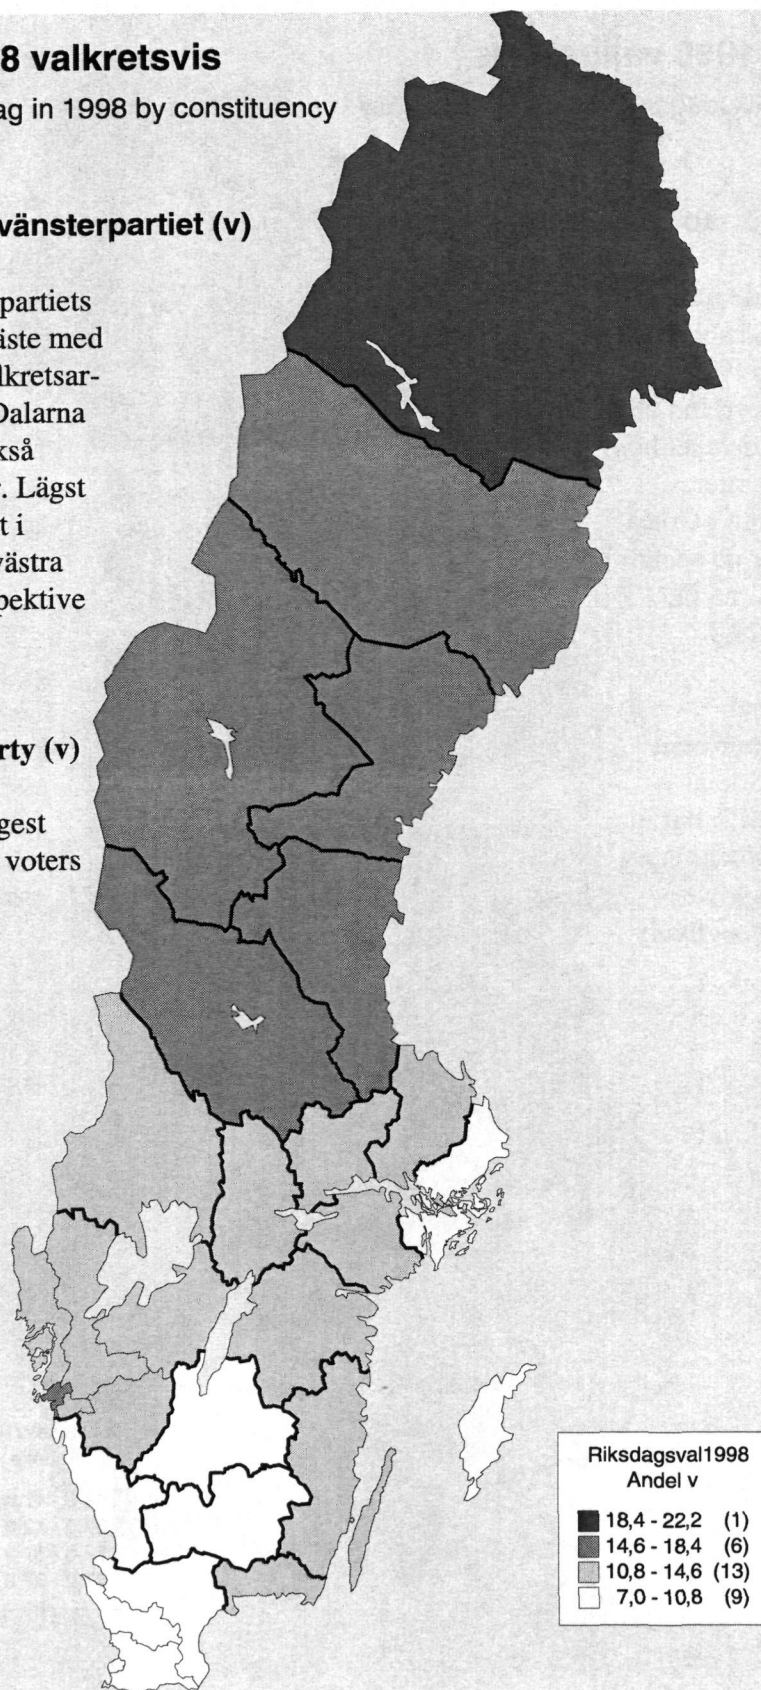 8 valkretsvis
ag in 1998 by constituency
vänsterpartiet (v)
partiets
äste med
lkretsar-
Dalarna
kså
. Lägst
t i
västra
pektive
rty (v)
gest
voters
Riksdagsval1998
Andel v
18,4 - 22,2 (1)
14,6 - 18,4 (6)
10,8 - 14,6 (13)
7,0 - 10,8 (9)